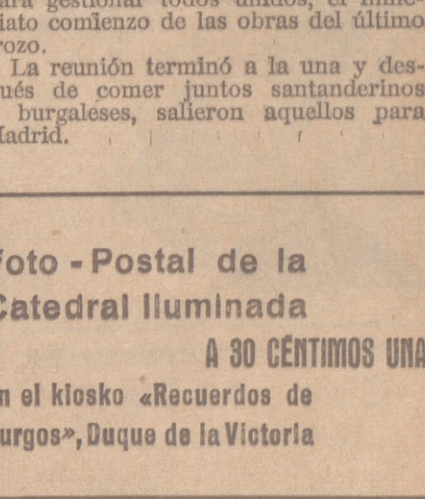 para gestionar todos unidos, el inme-
diato comienzo de las obras del último
trozo.
La reunión terminó a la una y des-
pués de comer juntos santanderinos
y burgaleses, salieron aquellos para
Madrid.
Foto - Postal de la
Catedral Iluminada
A 30 CÉNTIMOS UNA
En el kiosko «Recuerdos de
Burgos», Duque de la Victoria